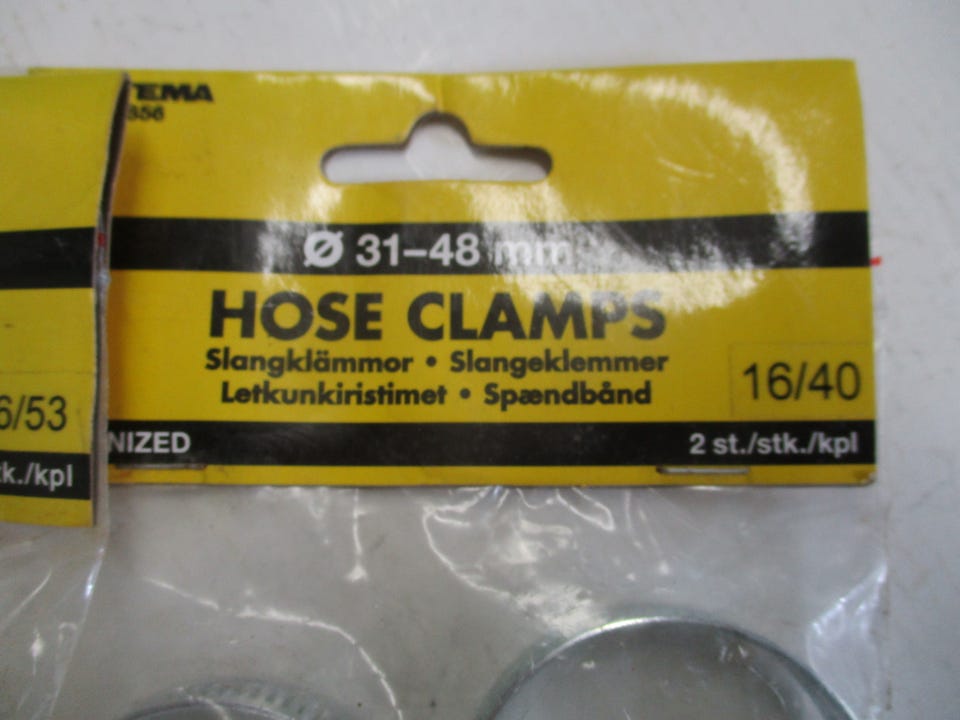 TEMA
356
Ø 31–48 mm
HOSE CLAMPS
Slangklämmor • Slangeklemmer
Letkunkiristimet • Spændbånd
16/40
NIZED
2 st./stk./kpl
6/53
tk./kpl